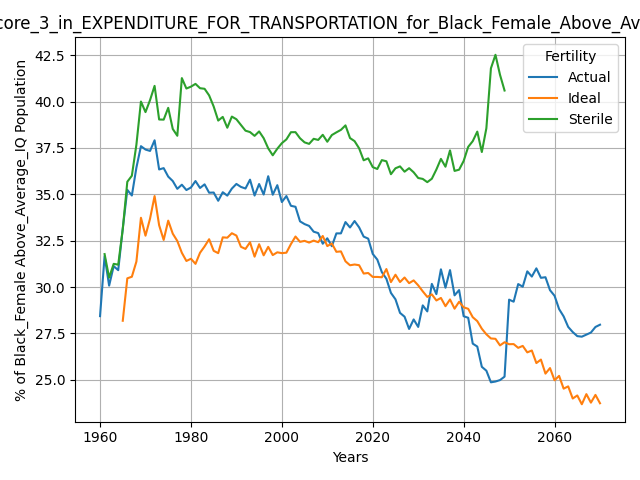 core_3_in_EXPENDITURE_FOR_TRANSPORTATION_for_Black_Female_Above_Av
% of Black_Female Above_Average_IQ Population
42.5
40.0
37.5
35.0
32.5
30.0
27.5
25.0
Fertility
Actual
Ideal
Sterile
1960
1980
2000
2020
2040
2060
Years